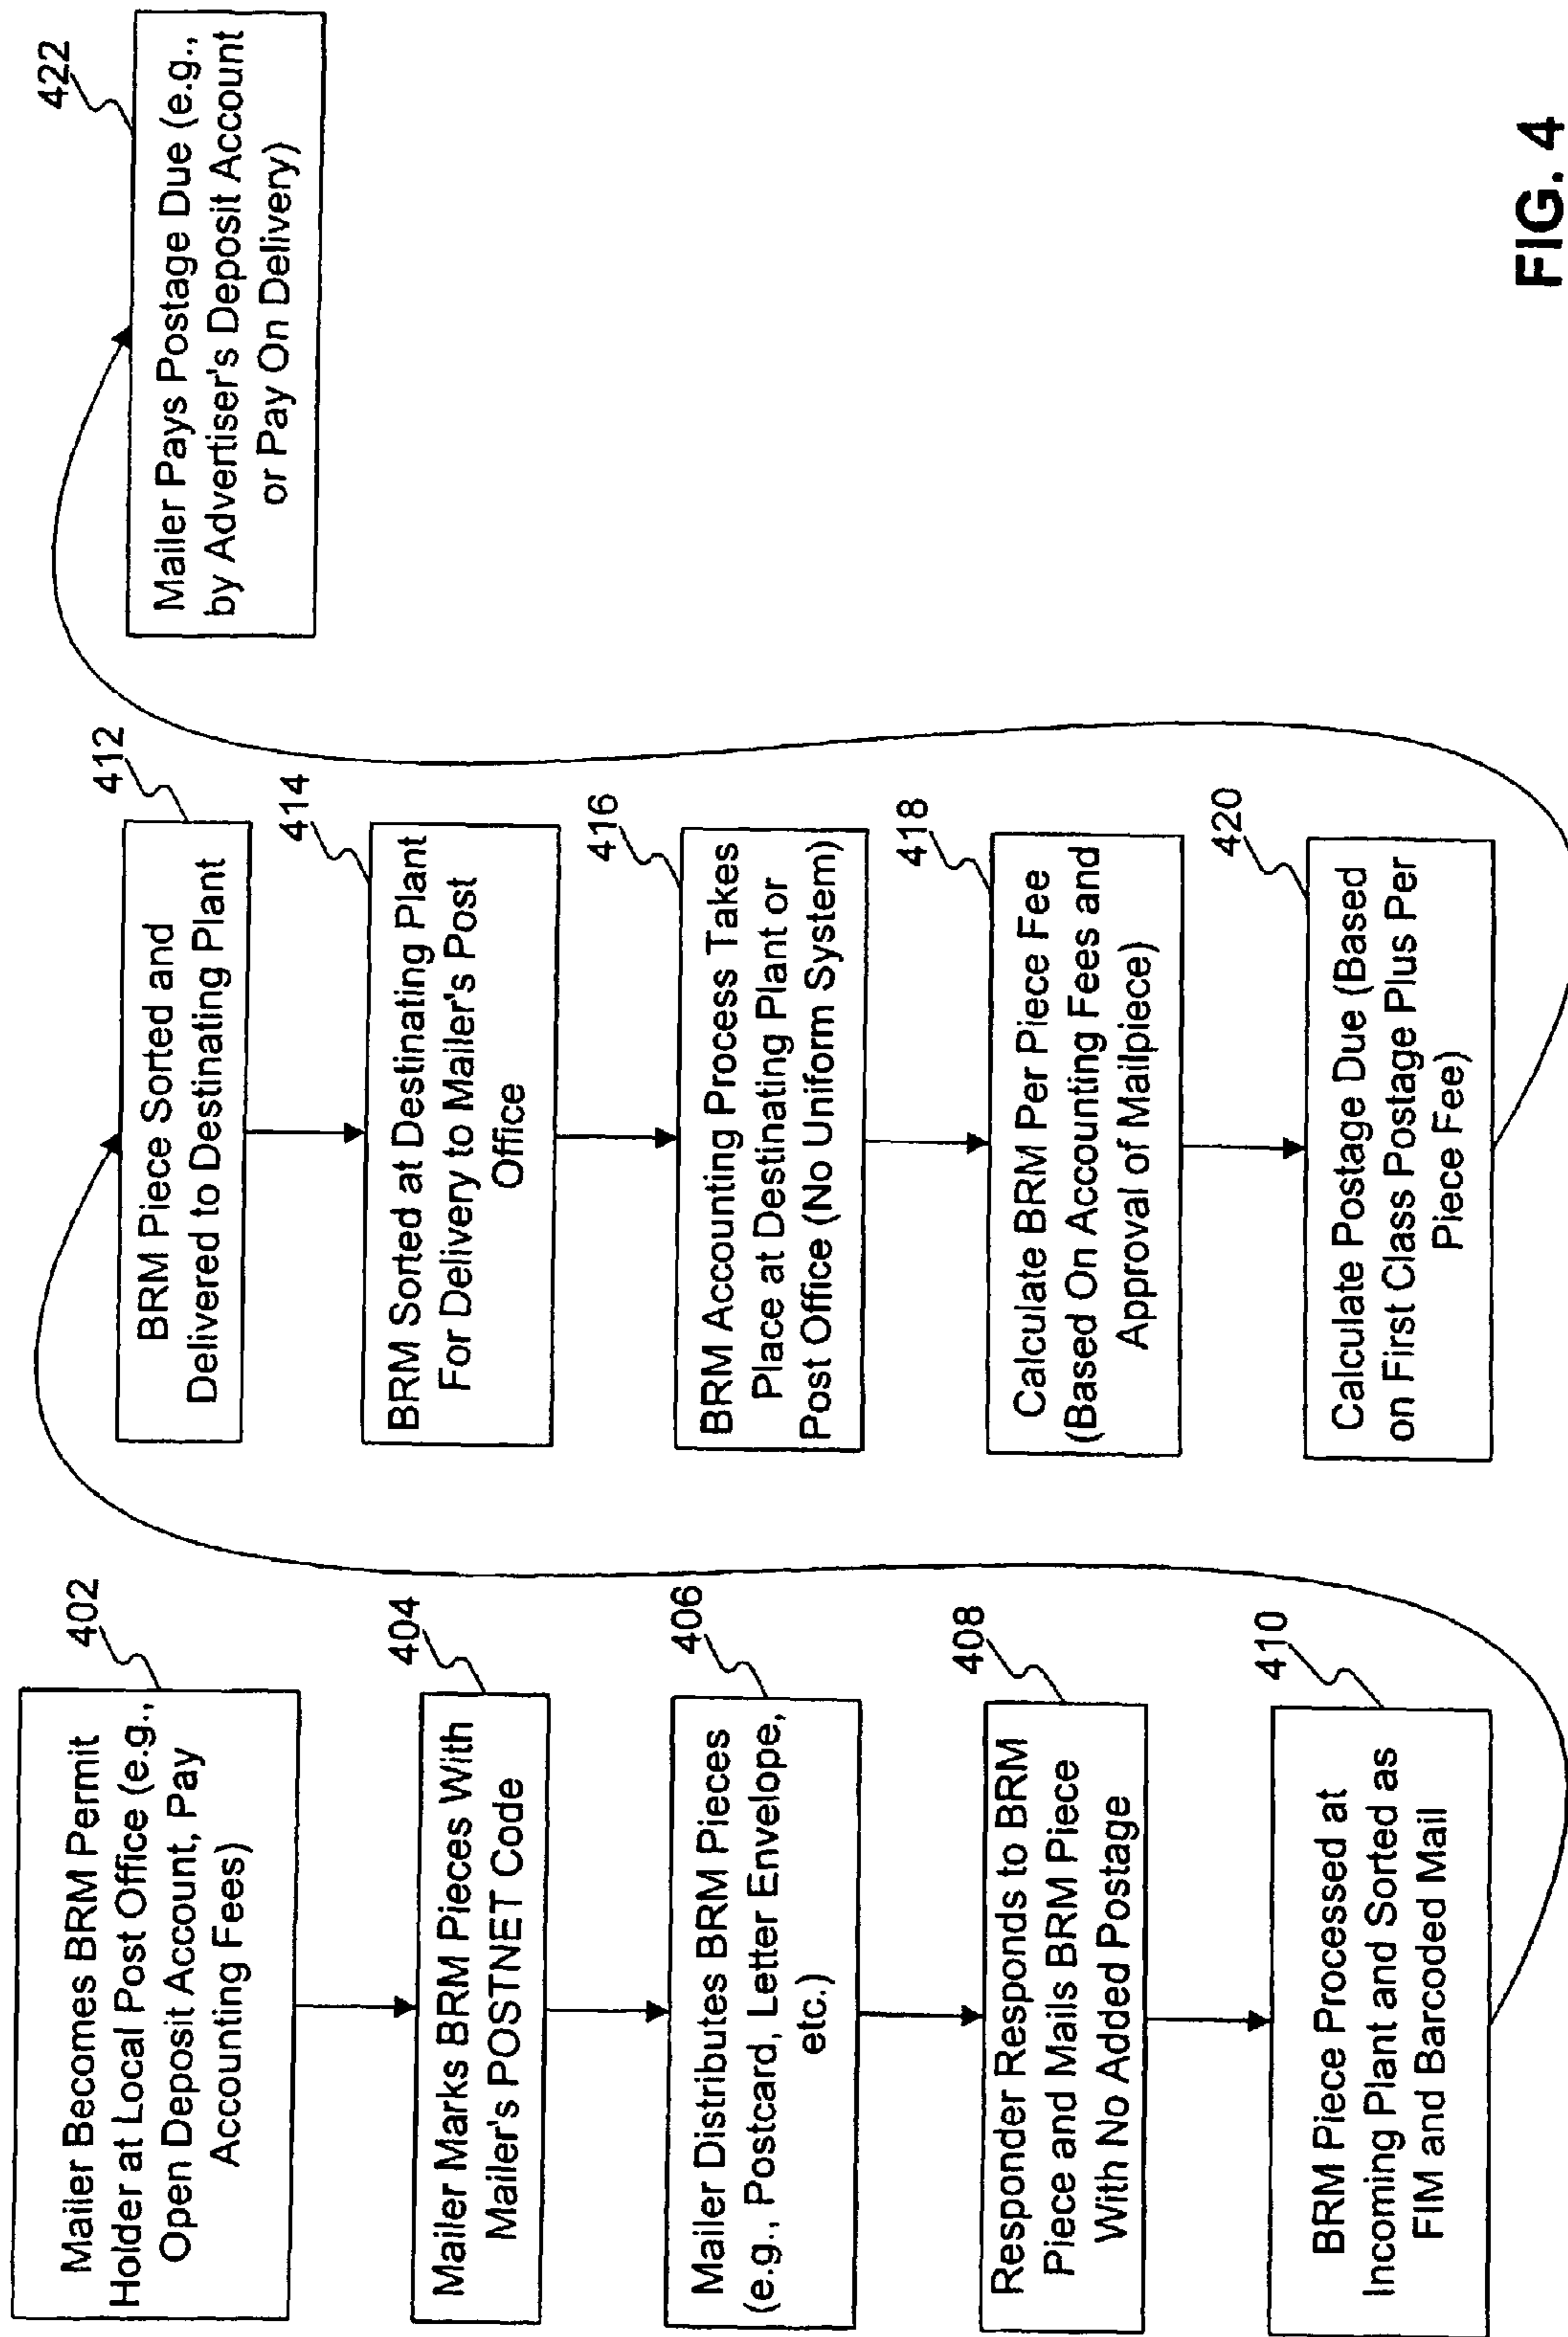 402
Mailer Becomes BRM Permit
Holder at Local Post Office (e.g.,
Open Deposit Account, Pay
Accounting Fees)
404
Mailer Marks BRM Pieces With
Mailer's POSTNET Code
406
Mailer Distributes BRM Pieces
(e.g., Postcard, Letter Envelope,
etc.)
408
Responder Responds to BRM
Piece and Mails BRM Piece
With No Added Postage
410
BRM Piece Processed at
Incoming Plant and Sorted as
FIM and Barcoded Mail
412
BRM Piece Sorted and
Delivered to Destinating Plant
414
BRM Sorted at Destinating Plant
For Delivery to Mailer's Post
Office
416
BRM Accounting Process Takes
Place at Destinating Plant or
Post Office (No Uniform System)
418
Calculate BRM Per Piece Fee
(Based On Accounting Fees and
Approval of Mailpiece)
420
Calculate Postage Due (Based
on First Class Postage Plus Per
Piece Fee)
422
Mailer Pays Postage Due (e.g.,
by Advertiser's Deposit Account
or Pay On Delivery)
FIG. 4